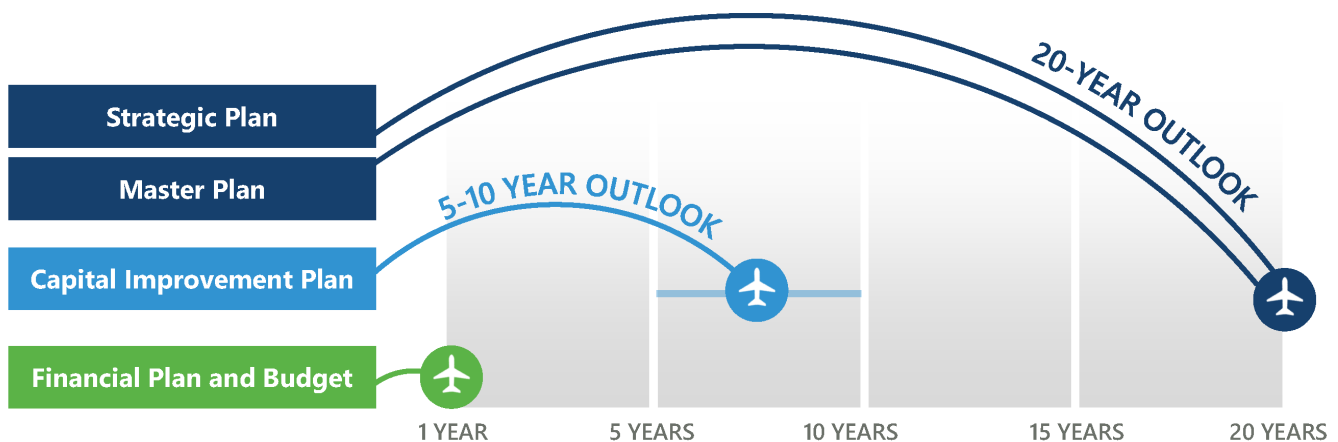 20-YEAR OUTLOOK
Strategic Plan
Master Plan
5-10 YEAR OUTLOOK
Capital Improvement Plan
Financial Plan and Budget
1 YEAR
5 YEARS
10 YEARS
15 YEARS
20 YEARS